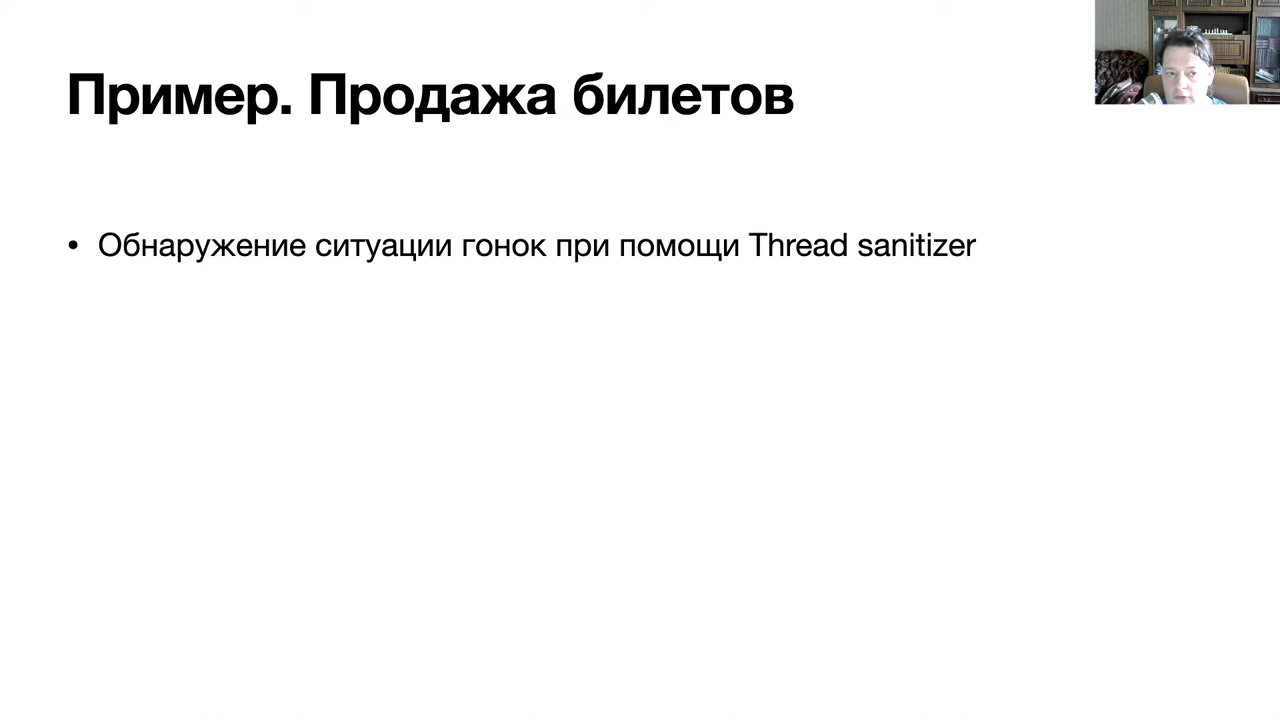 Пример. Продажа билетов
• Обнаружение ситуации гонок при помощи Thread sanitizer